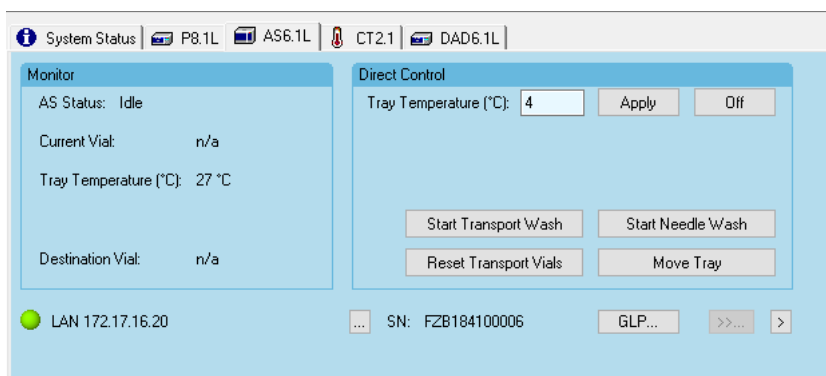 System Status P8.1L AS6.1L CT2.1 DAD6.1L
Monitor
AS Status: Idle
Current Vial: n/a
Tray Temperature (°C): 27 °C
Destination Vial: n/a
Direct Control
Tray Temperature (°C): 4 Apply Off
Start Transport Wash Start Needle Wash
Reset Transport Vials Move Tray
LAN 172.17.16.20 ... SN: FZB184100006 GLP... >>... >